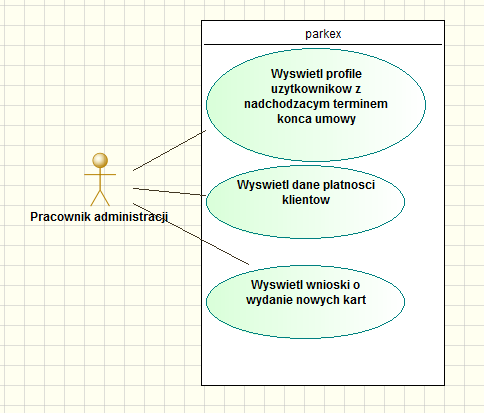 parkex
Wyswietl profile
uzytkownikow z
nadchodzacym terminem
konca umowy
Wyswietl dane platnosci
klientow
Pracownik administracji
Wyswietl wnioski o
wydanie nowych kart